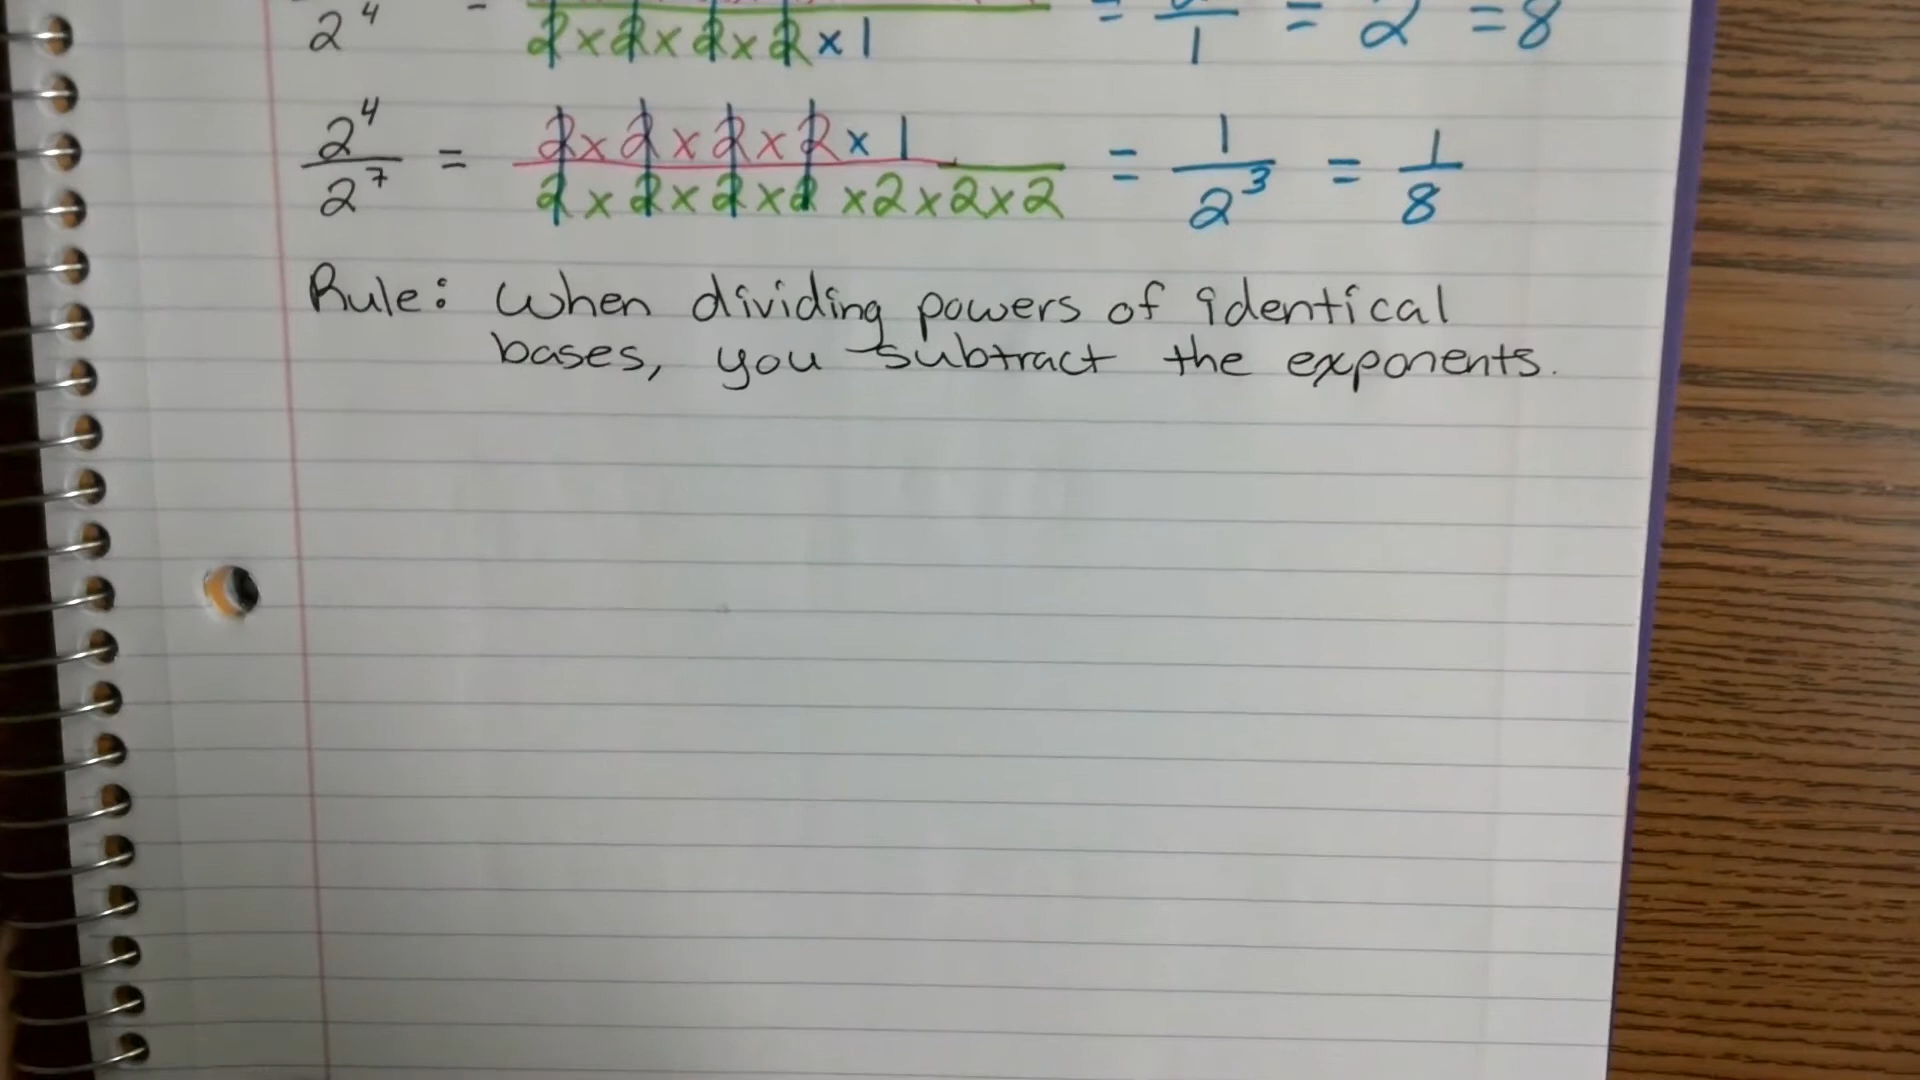 2⁴ = 2×2×2×2×1 = 1 = 2 =8
2⁴/2⁷ = 2×2×2×2×1/2×2×2×2×2×2×2 = 1/2³ = 1/8
Rule: When dividing powers of identical
bases, you subtract the exponents.